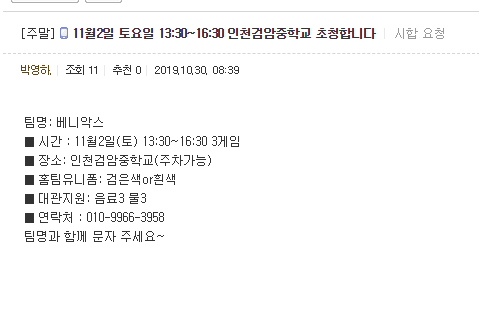 [주말] 11월2일 토요일 13:30~16:30 인천검암중학교 초청합니다 | 시합 요청
박영하. | 조회 11 | 추천 0 | 2019.10.30. 08:39
팀명: 베니악스
■ 시간 : 11월2일(토) 13:30~16:30 3게임
■ 장소: 인천검암중학교(주차가능)
■ 홈팀유니폼: 검은색or흰색
■ 대관지원: 음료3 물3
■ 연락처 : 010-9966-3958
팀명과 함께 문자 주세요~